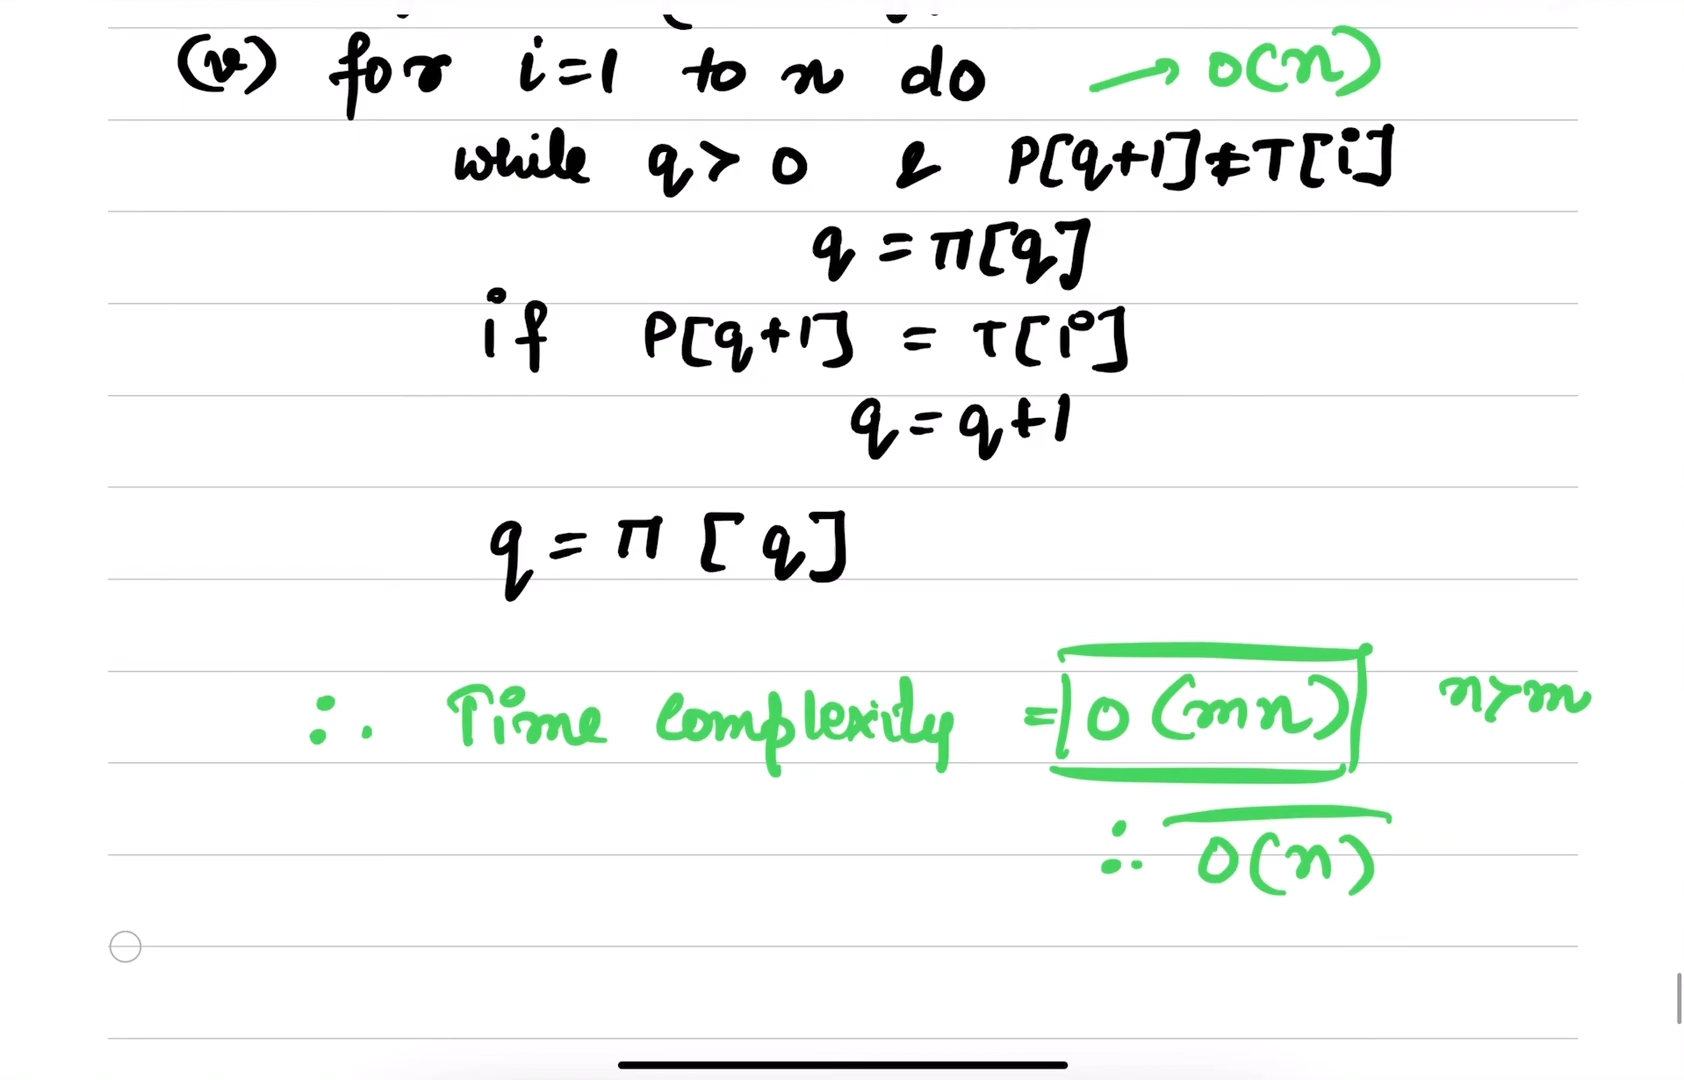 (v) for i=1 to n do → O(n)
while q > 0 & P[q+1] ≠ T[i]
q = π[q]
if P[q+1] = T[i]
q = q+1
q = π [q]
∴ Time complexity = O(mn) n>m
∴ O(n)